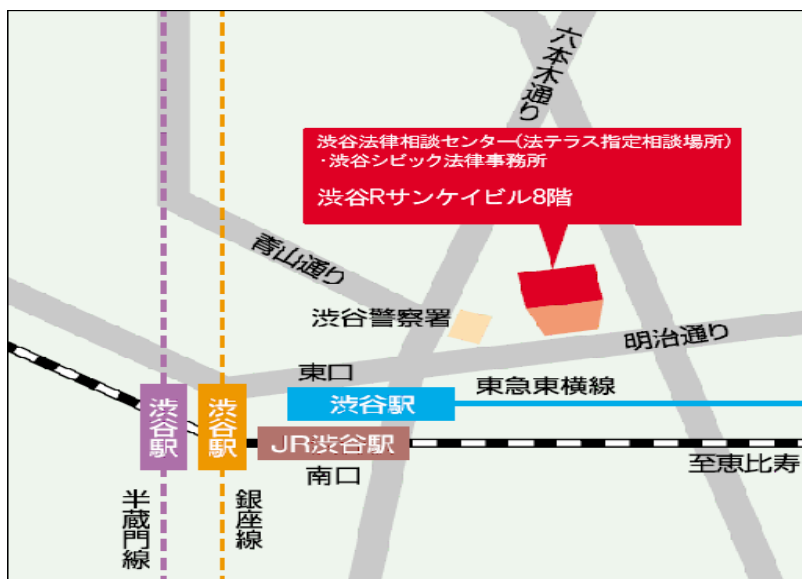 六本木通り
渋谷法律相談センター(法テラス指定相談場所)
・渋谷シビック法律事務所
渋谷Rサンケイビル8階
青山通り
渋谷警察署
明治通り
東口
東急東横線
渋谷駅
渋谷駅
渋谷駅
JR渋谷駅
至恵比寿
南口
半蔵門線
銀座線